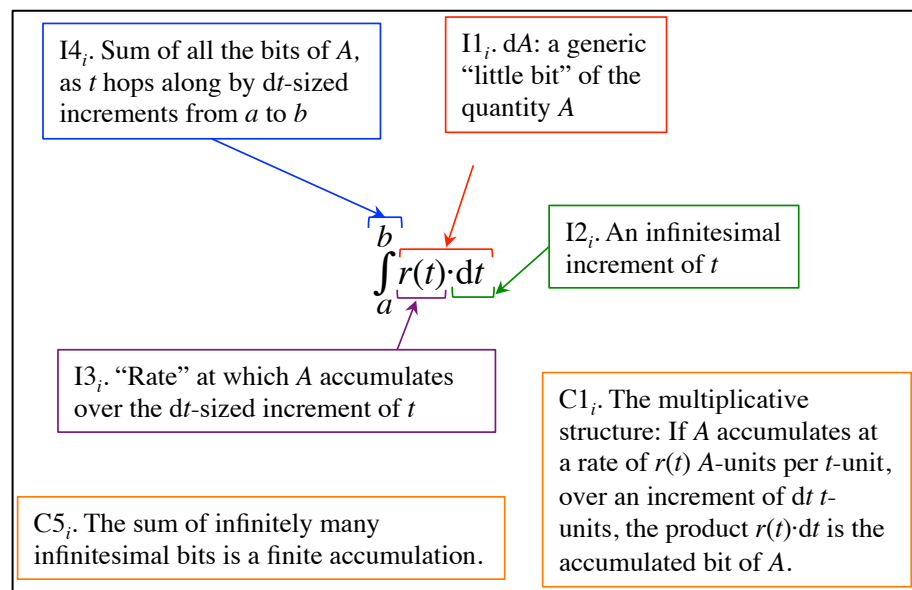 I4ᵢ. Sum of all the bits of A,
as t hops along by dt-sized
increments from a to b
I1ᵢ. dA: a generic
“little bit” of the
quantity A
b
∫ r(t)·dt
a
I2ᵢ. An infinitesimal
increment of t
I3ᵢ. “Rate” at which A accumulates
over the dt-sized increment of t
C1ᵢ. The multiplicative
structure: If A accumulates at
a rate of r(t) A-units per t-unit,
over an increment of dt t-
units, the product r(t)·dt is the
accumulated bit of A.
C5ᵢ. The sum of infinitely many
infinitesimal bits is a finite accumulation.